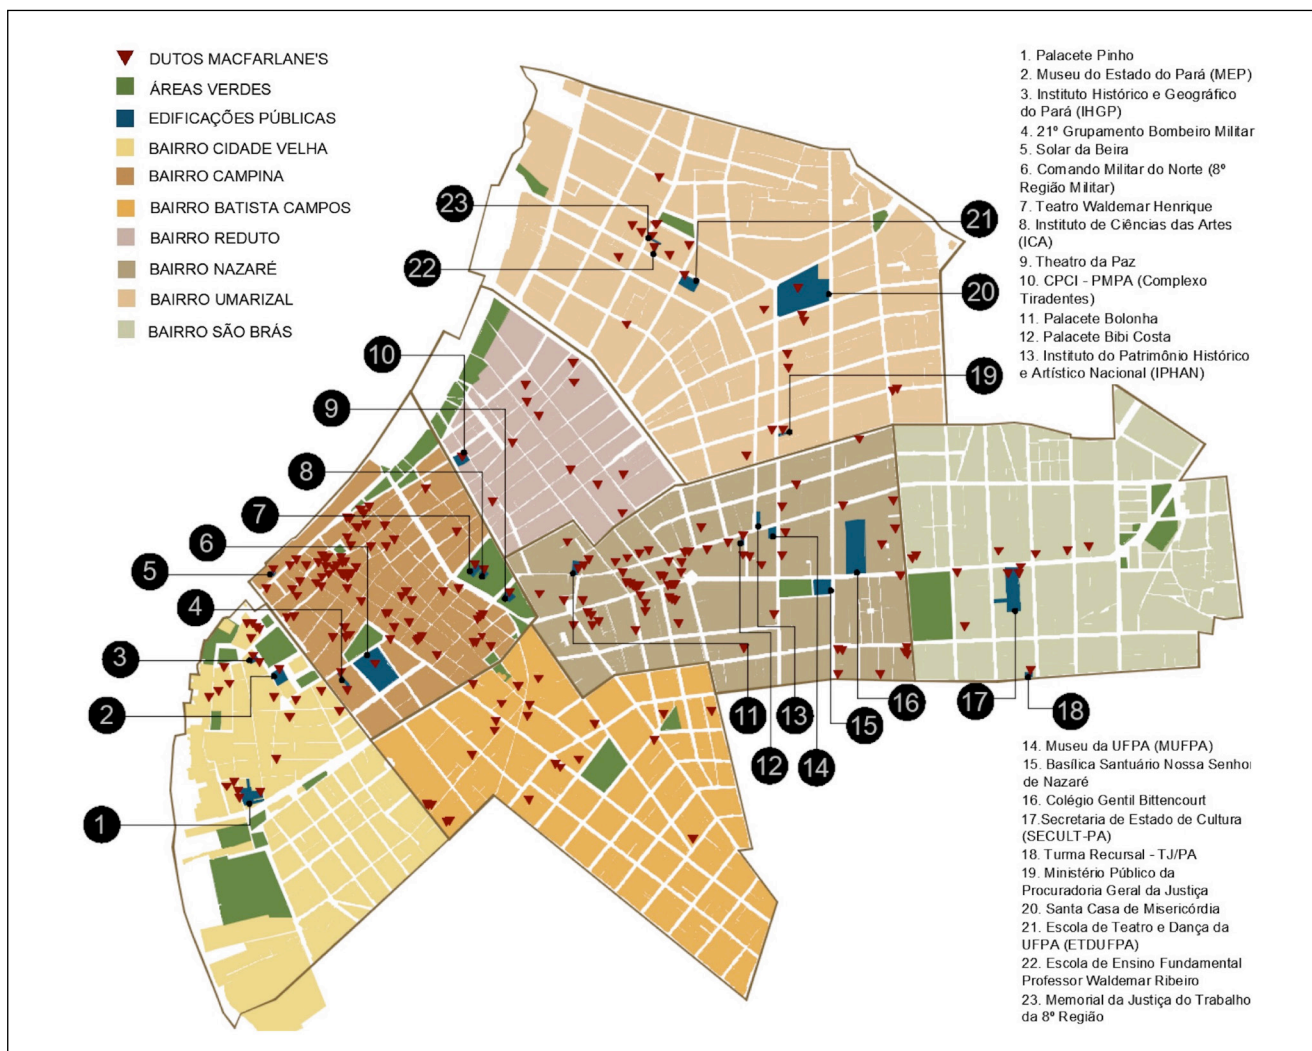 DUTOS MACFARLANE'S
ÁREAS VERDES
EDIFICAÇÕES PÚBLICAS
BAIRRO CIDADE VELHA
BAIRRO CAMPINA
BAIRRO BATISTA CAMPOS
BAIRRO REDUTO
BAIRRO NAZARÉ
BAIRRO UMARIZAL
BAIRRO SÃO BRÁS
1. Palacete Pinho
2. Museu do Estado do Pará (MEP)
3. Instituto Histórico e Geográfico
do Pará (IHGP)
4. 21º Grupamento Bombeiro Militar
5. Solar da Beira
6. Comando Militar do Norte (8º
Região Militar)
7. Teatro Waldemar Henrique
8. Instituto de Ciências das Artes
(ICA)
9. Theatro da Paz
10. CPCI - PMPA (Complexo
Tiradentes)
11. Palacete Bolonha
12. Palacete Bibi Costa
13. Instituto do Patrimônio Histórico
e Artístico Nacional (IPHAN)
23
22
21
20
10
19
9
8
7
6
5
4
3
2
1
11
12
13
14
15
16
17
18
14. Museu da UFPA (MUFPA)
15. Basílica Santuário Nossa Senhor
de Nazaré
16. Colégio Gentil Bittencourt
17.Secretaria de Estado de Cultura
(SECULT-PA)
18. Turma Recursal - TJ/PA
19. Ministério Público da
Procuradoria Geral da Justiça
20. Santa Casa de Misericórdia
21. Escola de Teatro e Dança da
UFPA (ETDUFPA)
22. Escola de Ensino Fundamental
Professor Waldemar Ribeiro
23. Memorial da Justiça do Trabalho
da 8º Região